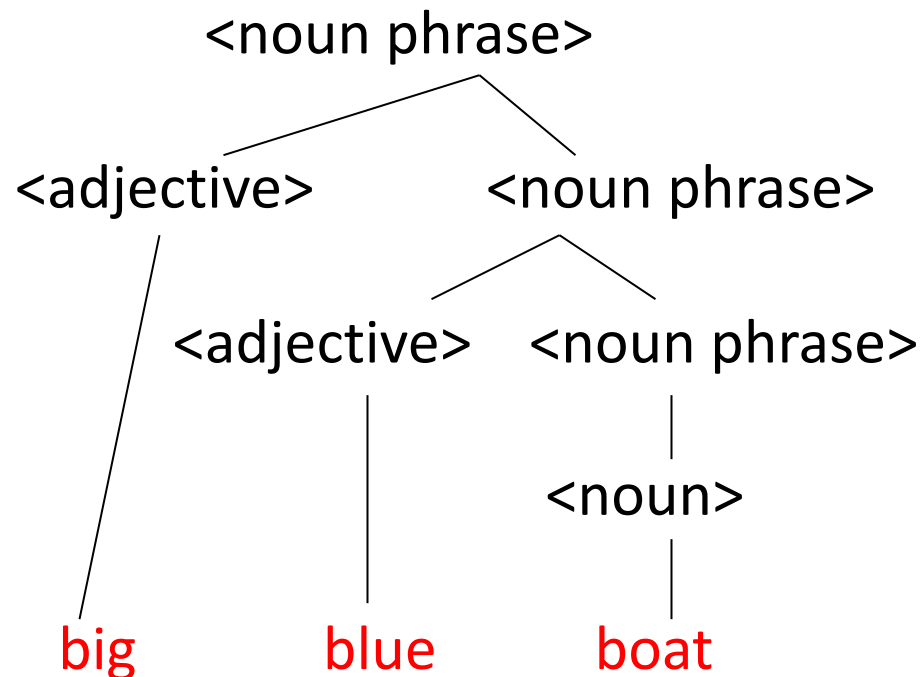 <noun phrase>
<adjective> <noun phrase>
<adjective> <noun phrase>
<noun>
big blue boat